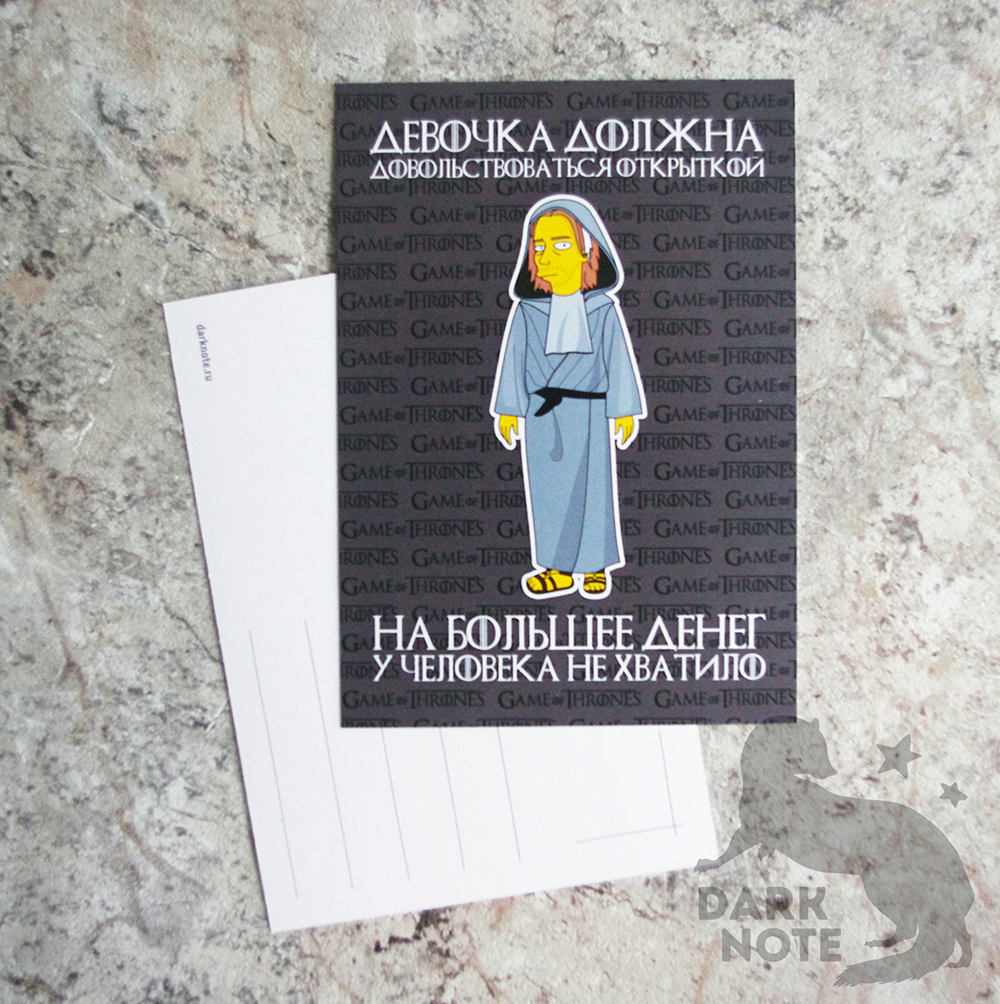 ДЕВОЧКА ДОЛЖНА
ДОВОЛЬСТВОВАТЬСЯ ОТКРЫТКОЙ
GAME OF THRONES
НА БОЛЬШЕЕ ДЕНЕГ
У ЧЕЛОВЕКА НЕ ХВАТИЛО
darknote.ru
DARK
NOTE